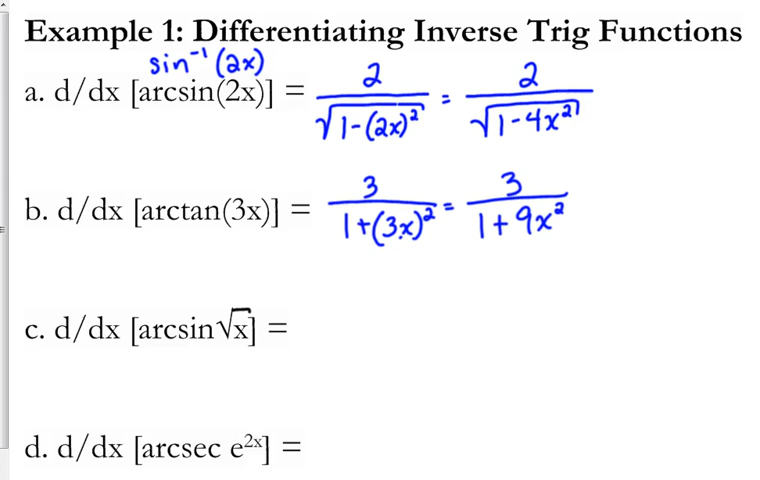 Example 1: Differentiating Inverse Trig Functions
sin⁻¹(2x)
a. d/dx [arcsin(2x)] = 2/√(1-(2x)²) = 2/√(1-4x²)
b. d/dx [arctan(3x)] = 3/(1+(3x)²) = 3/(1+9x²)
c. d/dx [arcsin√x] =
d. d/dx [arcsec e²ˣ] =